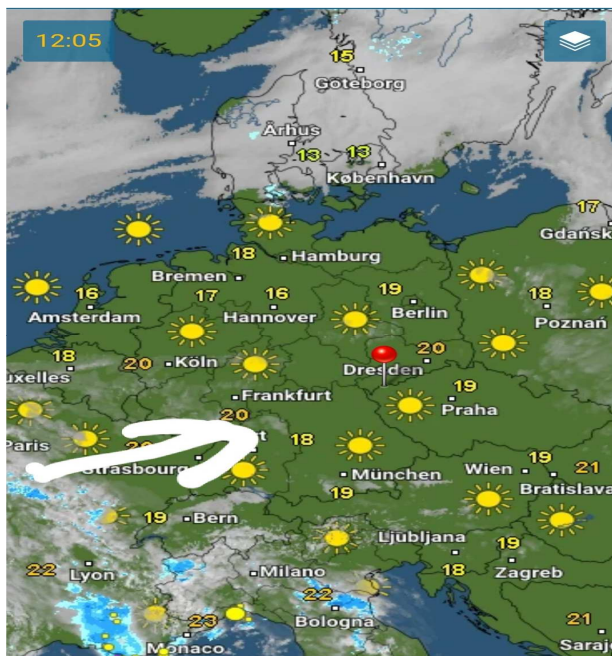 12:05
15
Göteborg
Århus
13
13
København
17
Gdańsk
18
Hamburg
Bremen
16
17
16
19
18
Amsterdam
Hannover
Berlin
Poznań
18
20
Köln
20
uxelles
Dresden
Frankfurt
19
Praha
20
18
Paris
Strasbourg
München
Wien
19
21
Bratislava
19
19
Bern
Ljubljana
19
22
Lyon
Milano
18
Zagreb
22
23
Bologna
21
Monaco
Saraj